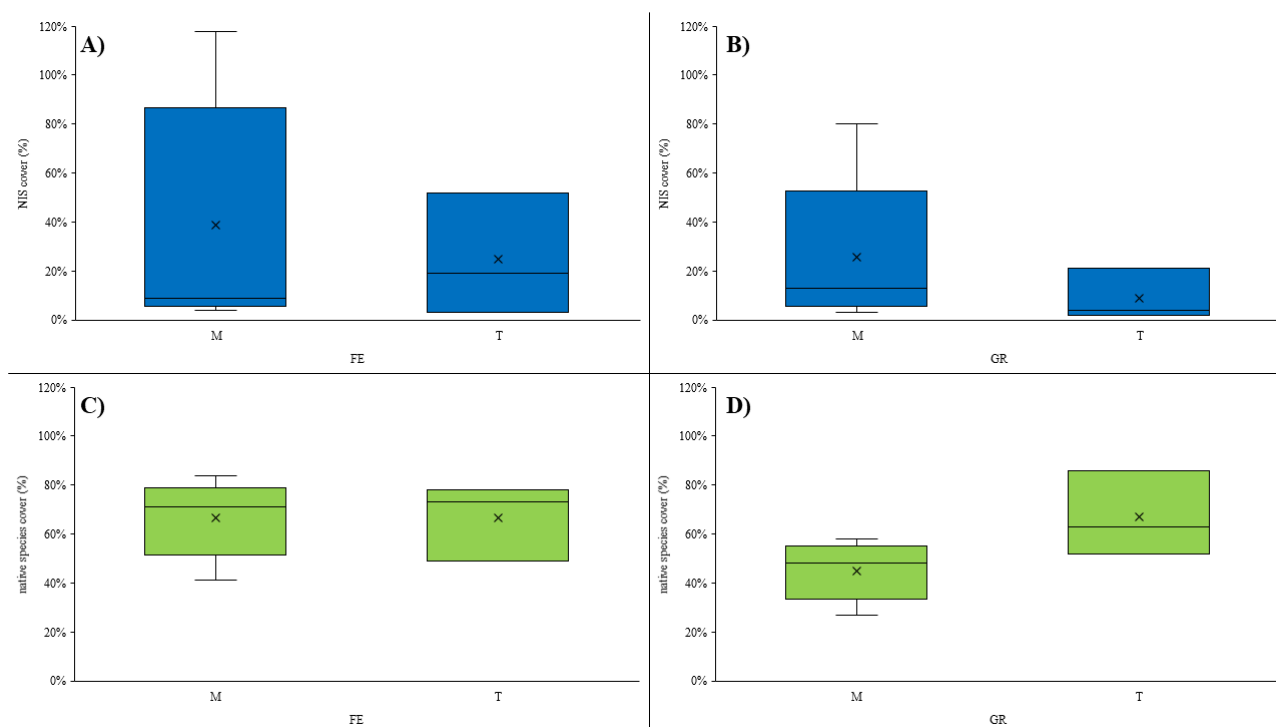 A)
NIS cover (%)
120%
100%
80%
60%
40%
20%
0%
M
T
FE
B)
NIS cover (%)
120%
100%
80%
60%
40%
20%
0%
M
T
GR
C)
native species cover (%)
120%
100%
80%
60%
40%
20%
0%
M
T
FE
D)
native species cover (%)
120%
100%
80%
60%
40%
20%
0%
M
T
GR